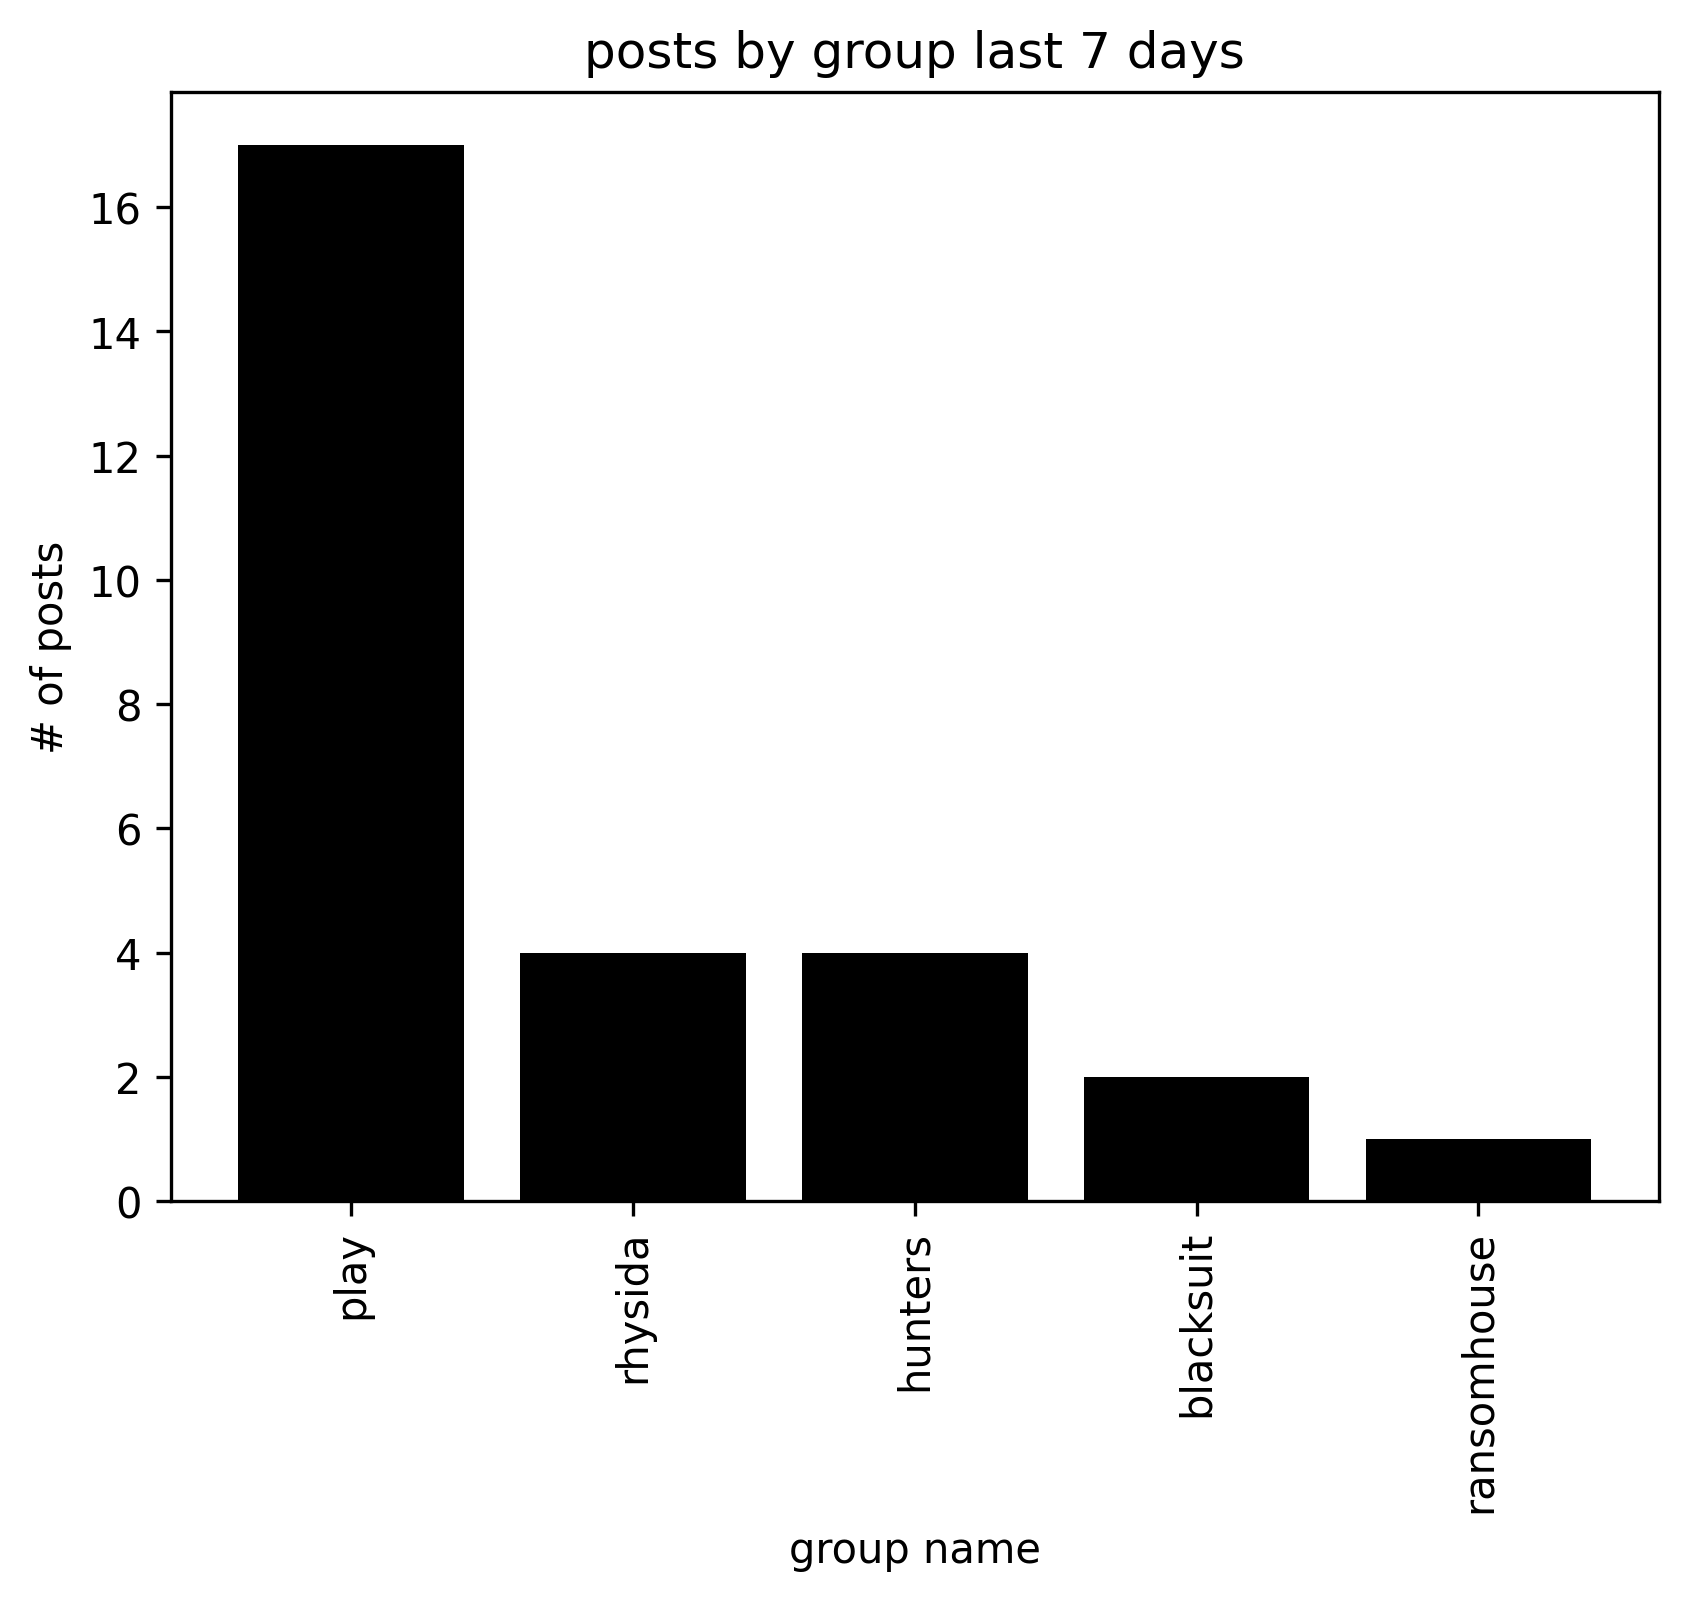 posts by group last 7 days
# of posts
16
14
12
10
8
6
4
2
0
play
rhysida
hunters
blacksuit
ransomhouse
group name